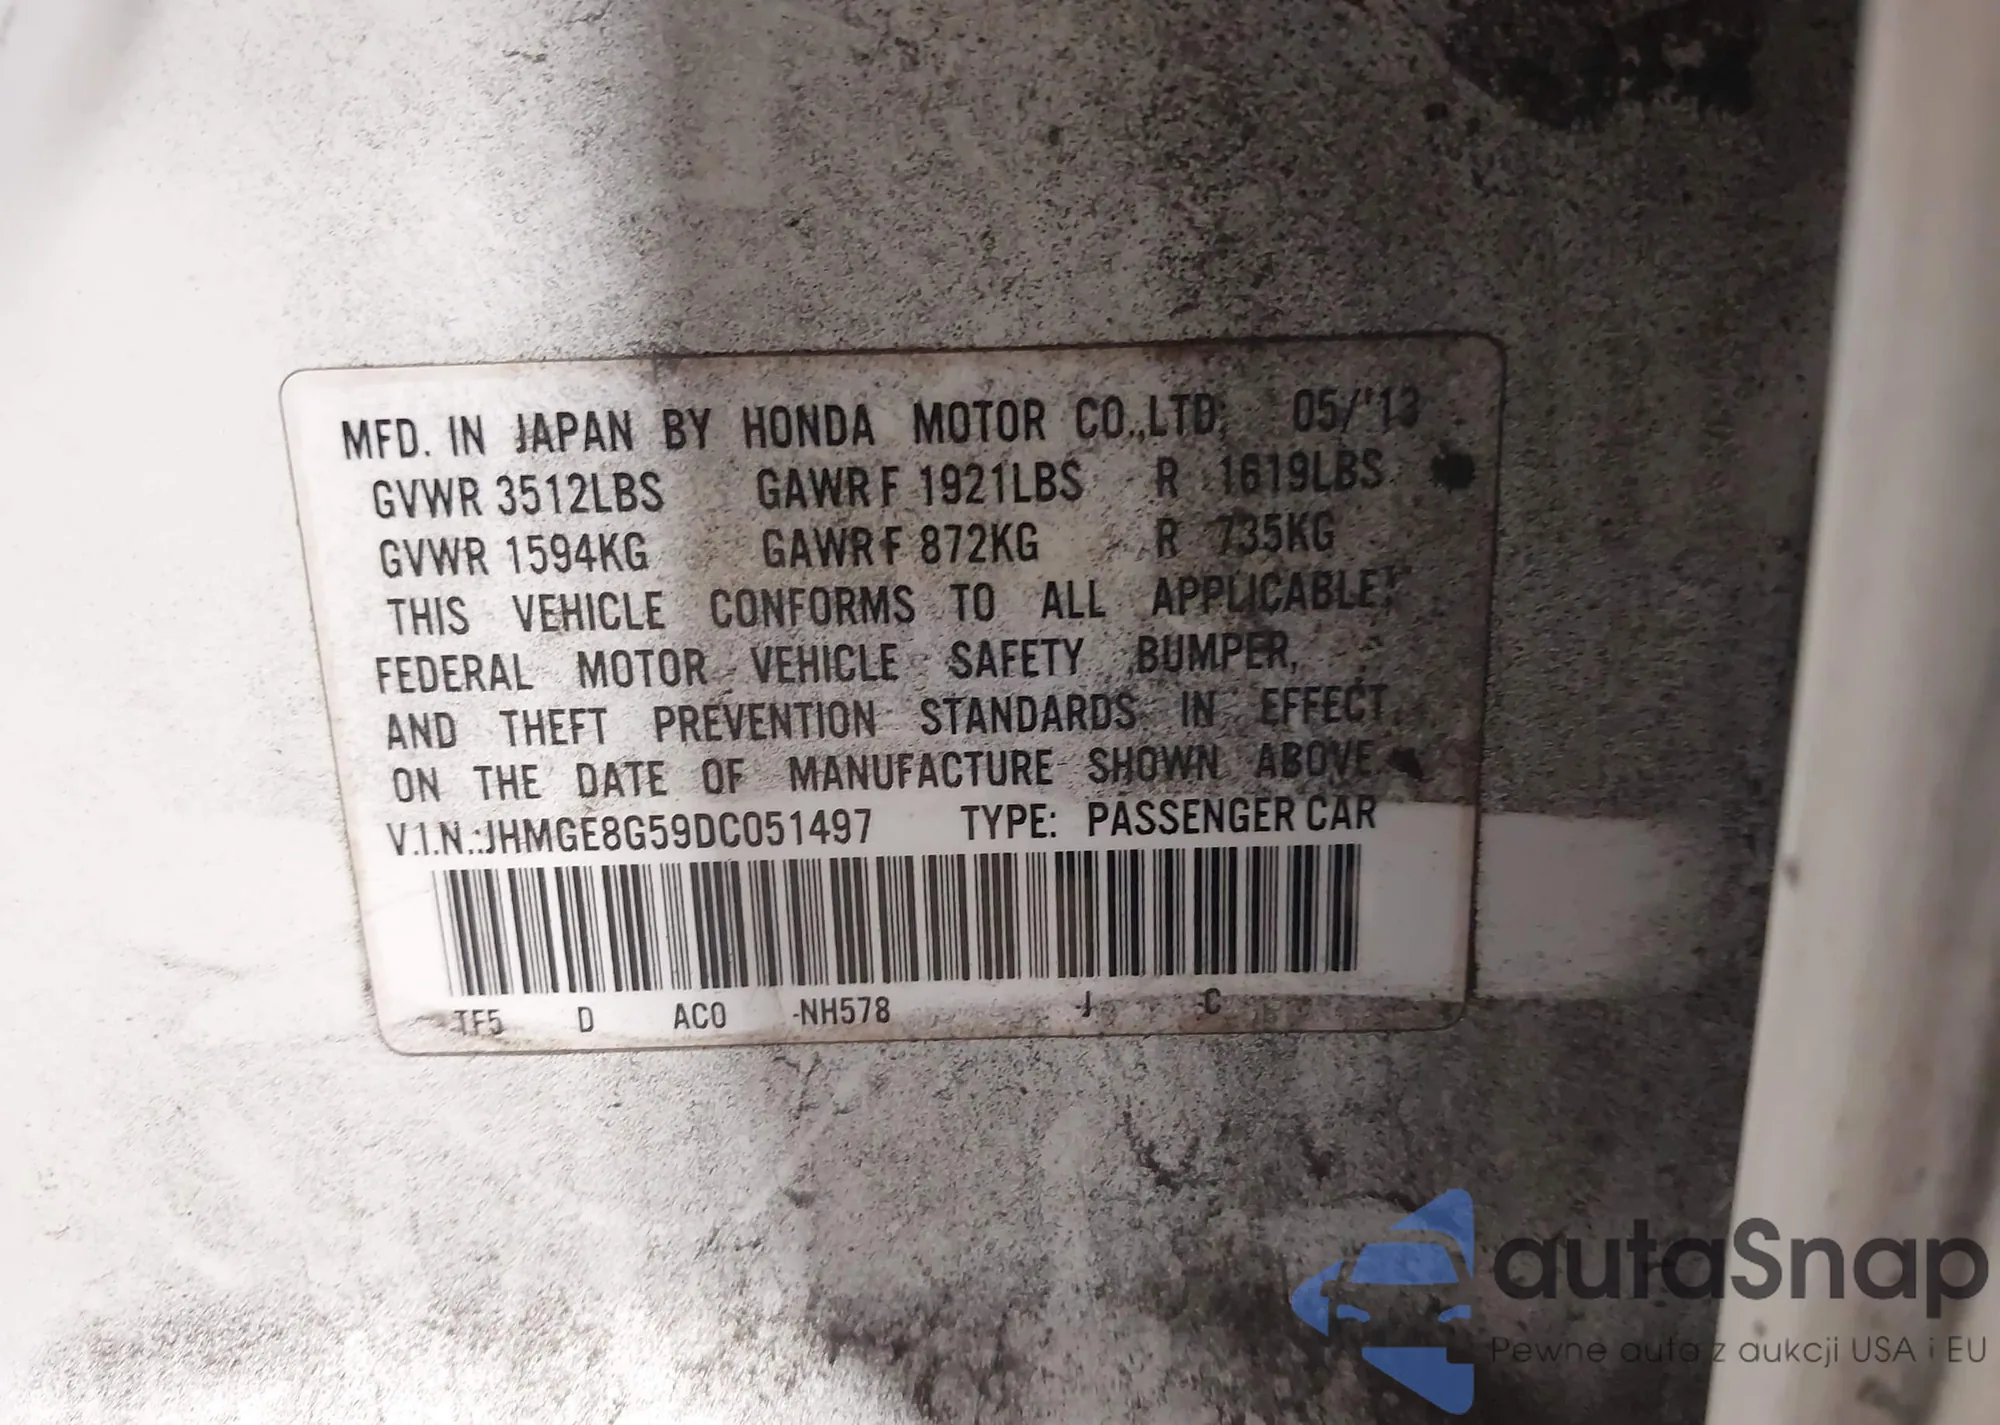 MFD. IN JAPAN BY HONDA MOTOR CO.,LTD. 05/'13
GVWR 3512LBS GAWR F 1921LBS R 1619LBS
GVWR 1594KG GAWR F 872KG R 735KG
THIS VEHICLE CONFORMS TO ALL APPLICABLE
FEDERAL MOTOR VEHICLE SAFETY BUMPER,
AND THEFT PREVENTION STANDARDS IN EFFECT
ON THE DATE OF MANUFACTURE SHOWN ABOVE.
V.I.N.:JHMGE8G59DC051497 TYPE: PASSENGER CAR
TF5 D AC0 -NH578 -J C
autaSnap
Pewne auta z aukcji USA i EU